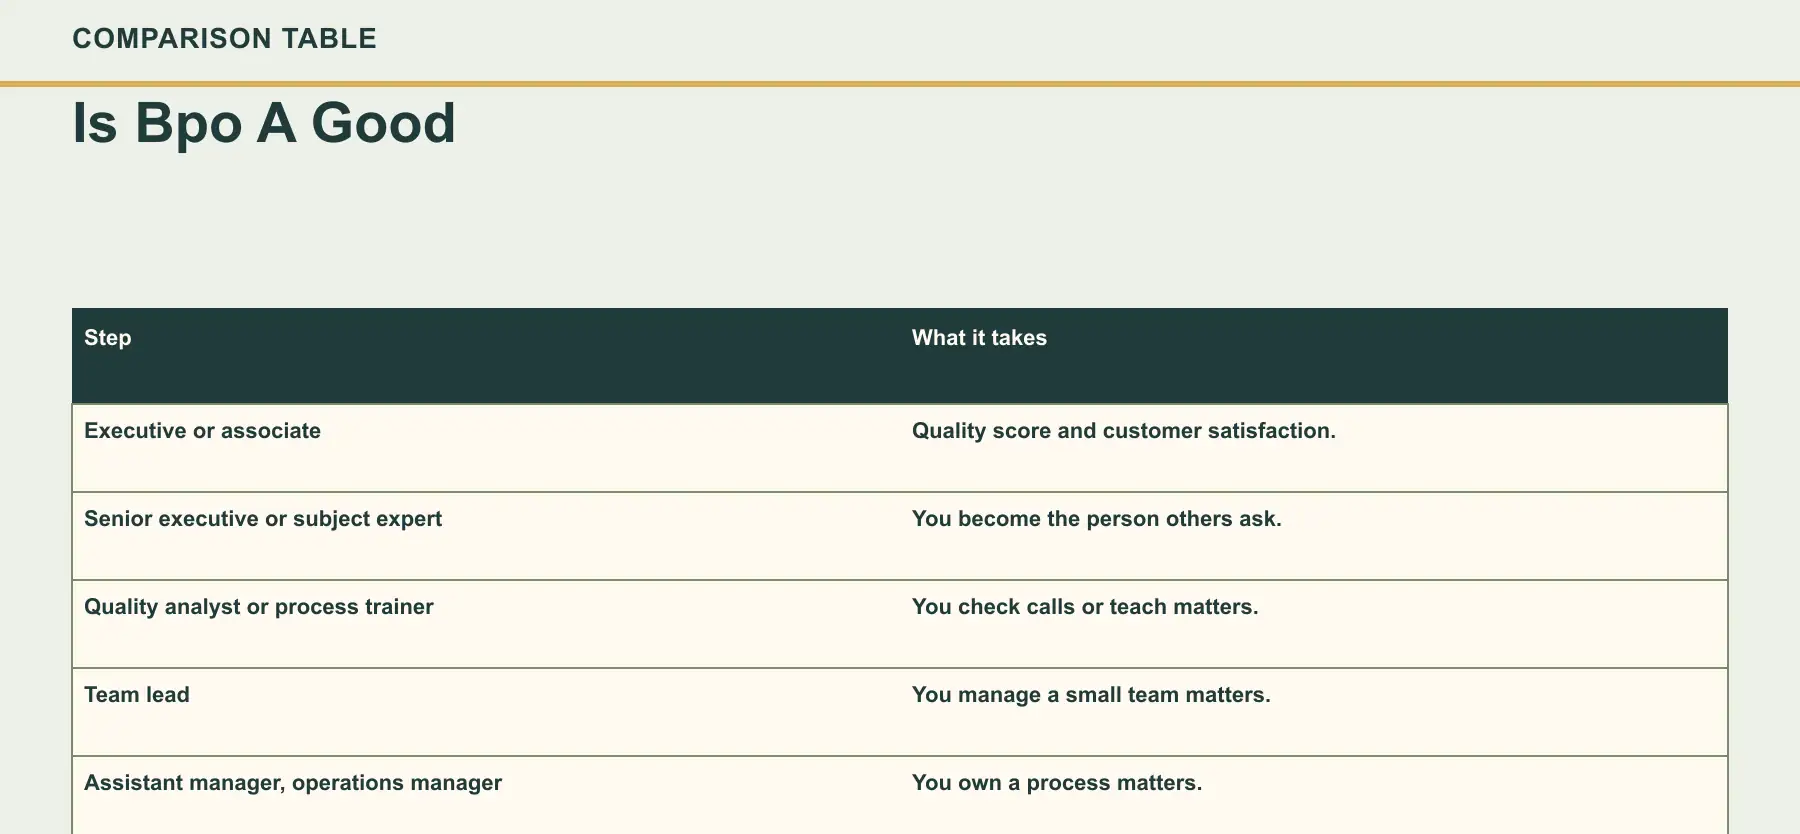 COMPARISON TABLE
Is Bpo A Good
Step What it takes
Executive or associate Quality score and customer satisfaction.
Senior executive or subject expert You become the person others ask.
Quality analyst or process trainer You check calls or teach matters.
Team lead You manage a small team matters.
Assistant manager, operations manager You own a process matters.